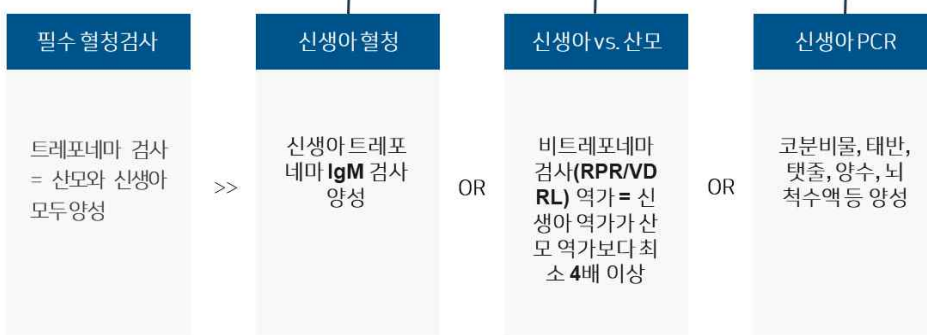 필수 혈청검사
트레포네마 검사
= 산모와 신생아
모두 양성
>>
신생아 혈청
신생아 트레포
네마 IgM 검사
양성
OR
신생아 vs. 산모
비트레포네마
검사(RPR/VD
RL) 역가 = 신
생아 역가가 산
모 역가보다 최
소 4배 이상
OR
신생아 PCR
코분비물, 태반,
탯줄, 양수, 뇌
척수액 등 양성